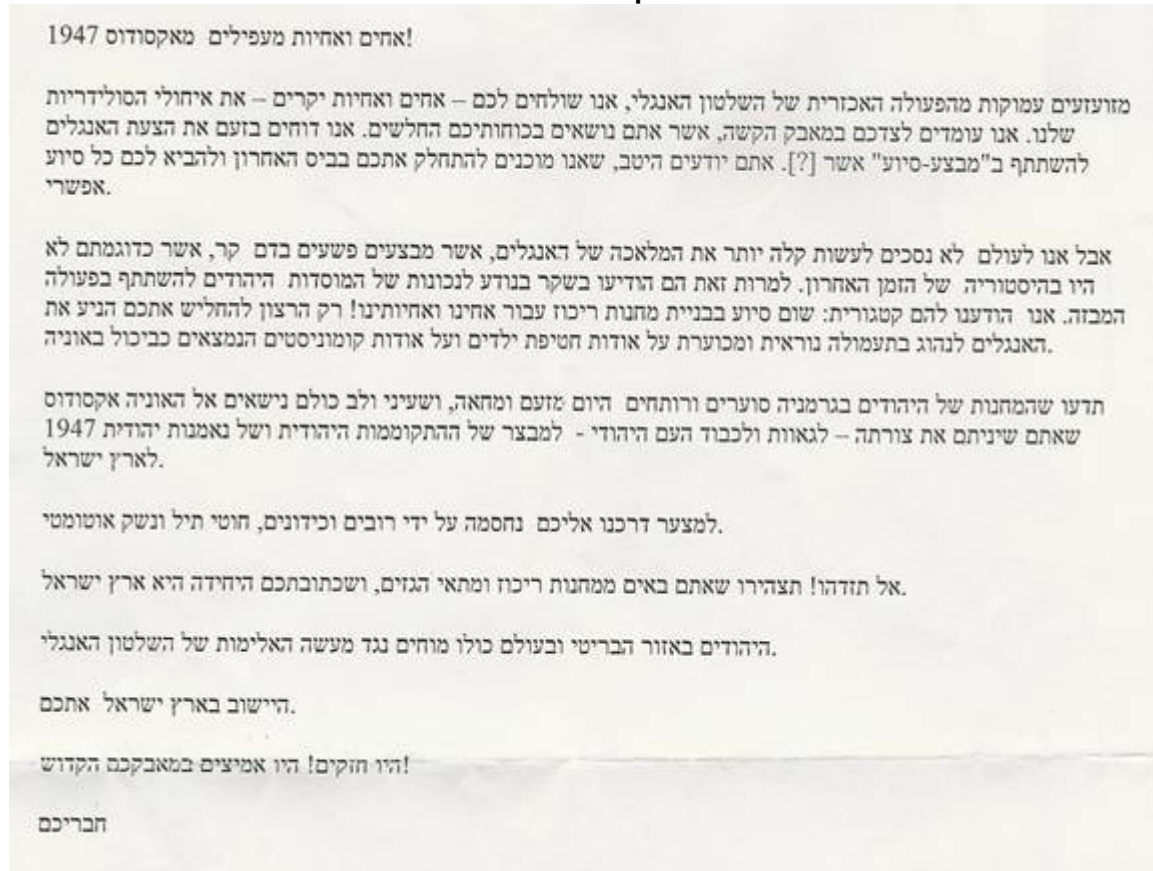 אחים ואחיות מעפילים מאקסודוס 1947!
מזועזעים עמוקות מהפעולה האכזרית של השלטון האנגלי, אנו שולחים לכם – אחים ואחיות יקרים – את איחולי הסולידריות
שלנו. אנו עומדים לצדכם במאבק הקשה, אשר אתם נושאים בכוחותיכם החלשים. אנו דוחים בזעם את הצעת האנגלים
להשתתף ב"מבצע-סיוע" אשר [?]. אתם יודעים היטב, שאנו מוכנים להתחלק אתכם בביס האחרון ולהביא לכם כל סיוע
אפשרי.
אבל אנו לעולם לא נסכים לעשות קלה יותר את המלאכה של האנגלים, אשר מבצעים פשעים בדם קר, אשר כדוגמתם לא
היו בהיסטוריה של הזמן האחרון. למרות זאת הם הודיעו בשקר בנודע לנכונות של המוסדות היהודים להשתתף בפעולה
המבזה. אנו הודענו להם קטגורית: שום סיוע בבניית מחנות ריכוז עבור אחינו ואחיותינו! רק הרצון להחליש אתכם הניע את
האנגלים לנהוג בתעמולה נוראית ומכוערת על אודות חטיפת ילדים ועל אודות קומוניסטים הנמצאים כביכול באוניה.
תדעו שהמחנות של היהודים בגרמניה סוערים ורותחים היום מזעם ומחאה, ושעיני ולב כולם נישאים אל האוניה אקסודוס
1947 שאתם שיניתם את צורתה – לגאוות ולכבוד העם היהודי - למבצר של ההתקוממות היהודית ושל נאמנות יהודית
לארץ ישראל.
למצער דרכנו אליכם נחסמה על ידי רובים וכידונים, חוטי תיל ונשק אוטומטי.
אל תזדהו! תצהירו שאתם באים ממחנות ריכוז ומתאי הגזים, ושכתובתכם היחידה היא ארץ ישראל.
היהודים באזור הבריטי ובעולם כולו מוחים נגד מעשה האלימות של השלטון האנגלי.
היישוב בארץ ישראל אתכם.
היו חזקים! היו אמיצים במאבקכם הקדוש!
חבריכם